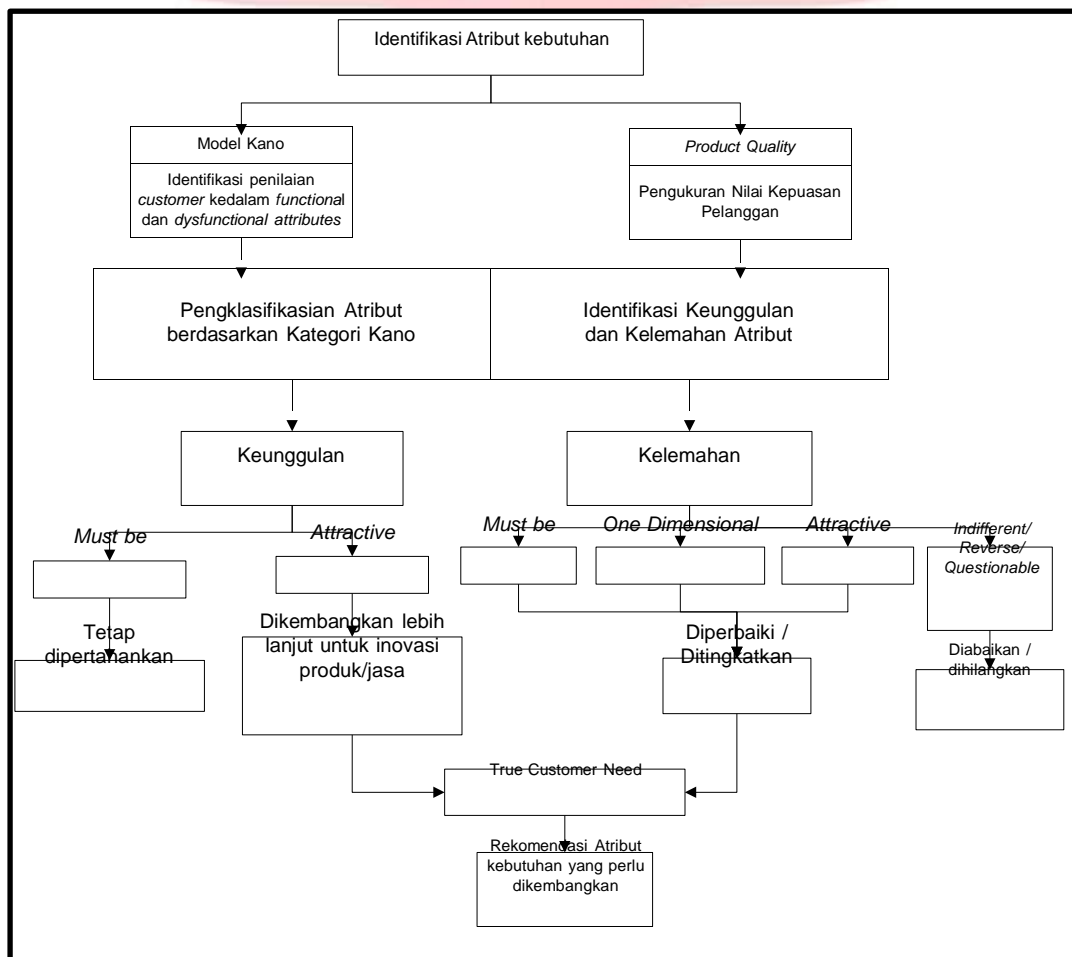 Identifikasi Atribut kebutuhan
Model Kano
Identifikasi penilaian
customer kedalam functional
dan dysfunctional attributes
Product Quality
Pengukuran Nilai Kepuasan
Pelanggan
Pengklasifikasian Atribut
berdasarkan Kategori Kano
Identifikasi Keunggulan
dan Kelemahan Atribut
Keunggulan
Kelemahan
Must be
Attractive
Must be
One Dimensional
Attractive
Indifferent/
Reverse/
Questionable
Tetap
dipertahankan
Dikembangkan lebih
lanjut untuk inovasi
produk/jasa
Diperbaiki /
Ditingkatkan
Diabaikan /
dihilangkan
True Customer Need
Rekomendasi Atribut
kebutuhan yang perlu
dikembangkan